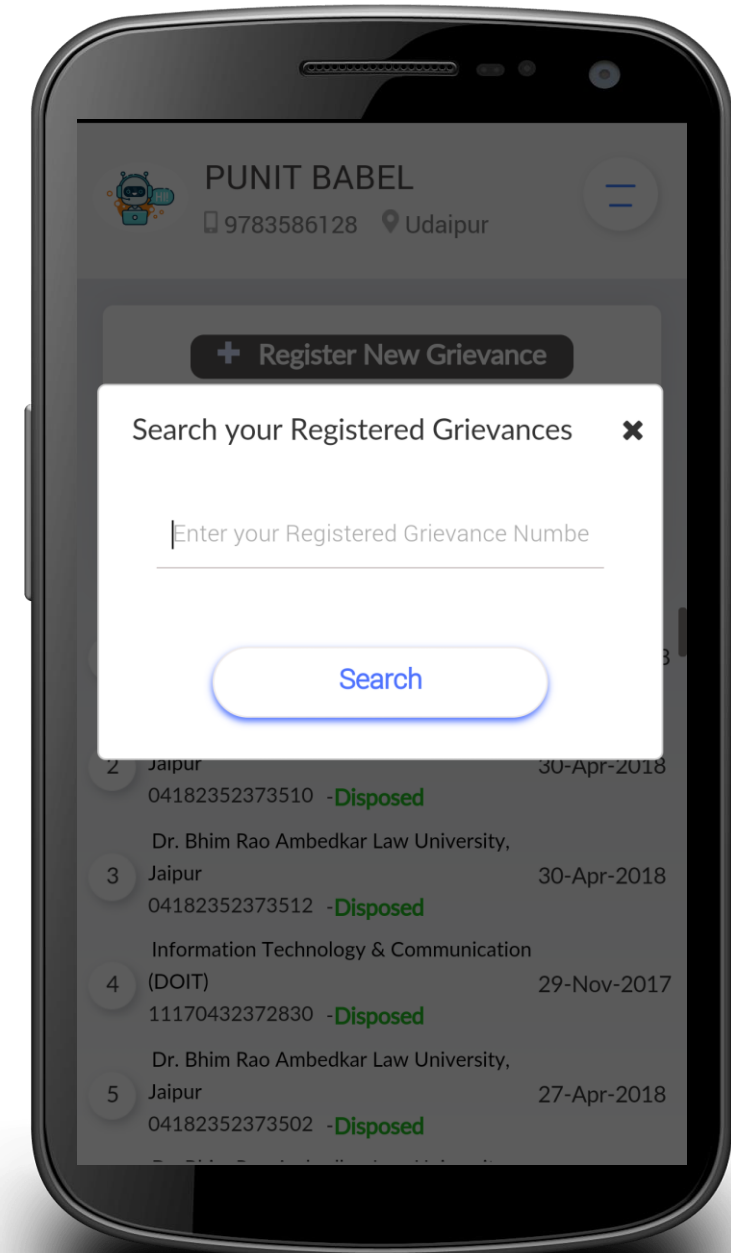 HI!
PUNIT BABEL
9783586128 Udaipur
+ Register New Grievance
Search your Registered Grievances ✖
Enter your Registered Grievance Numbe
Search
2 Jaipur 30-Apr-2018
04182352373510 -Disposed
Dr. Bhim Rao Ambedkar Law University,
3 Jaipur 30-Apr-2018
04182352373512 -Disposed
Information Technology & Communication
4 (DOIT) 29-Nov-2017
11170432372830 -Disposed
Dr. Bhim Rao Ambedkar Law University,
5 Jaipur 27-Apr-2018
04182352373502 -Disposed